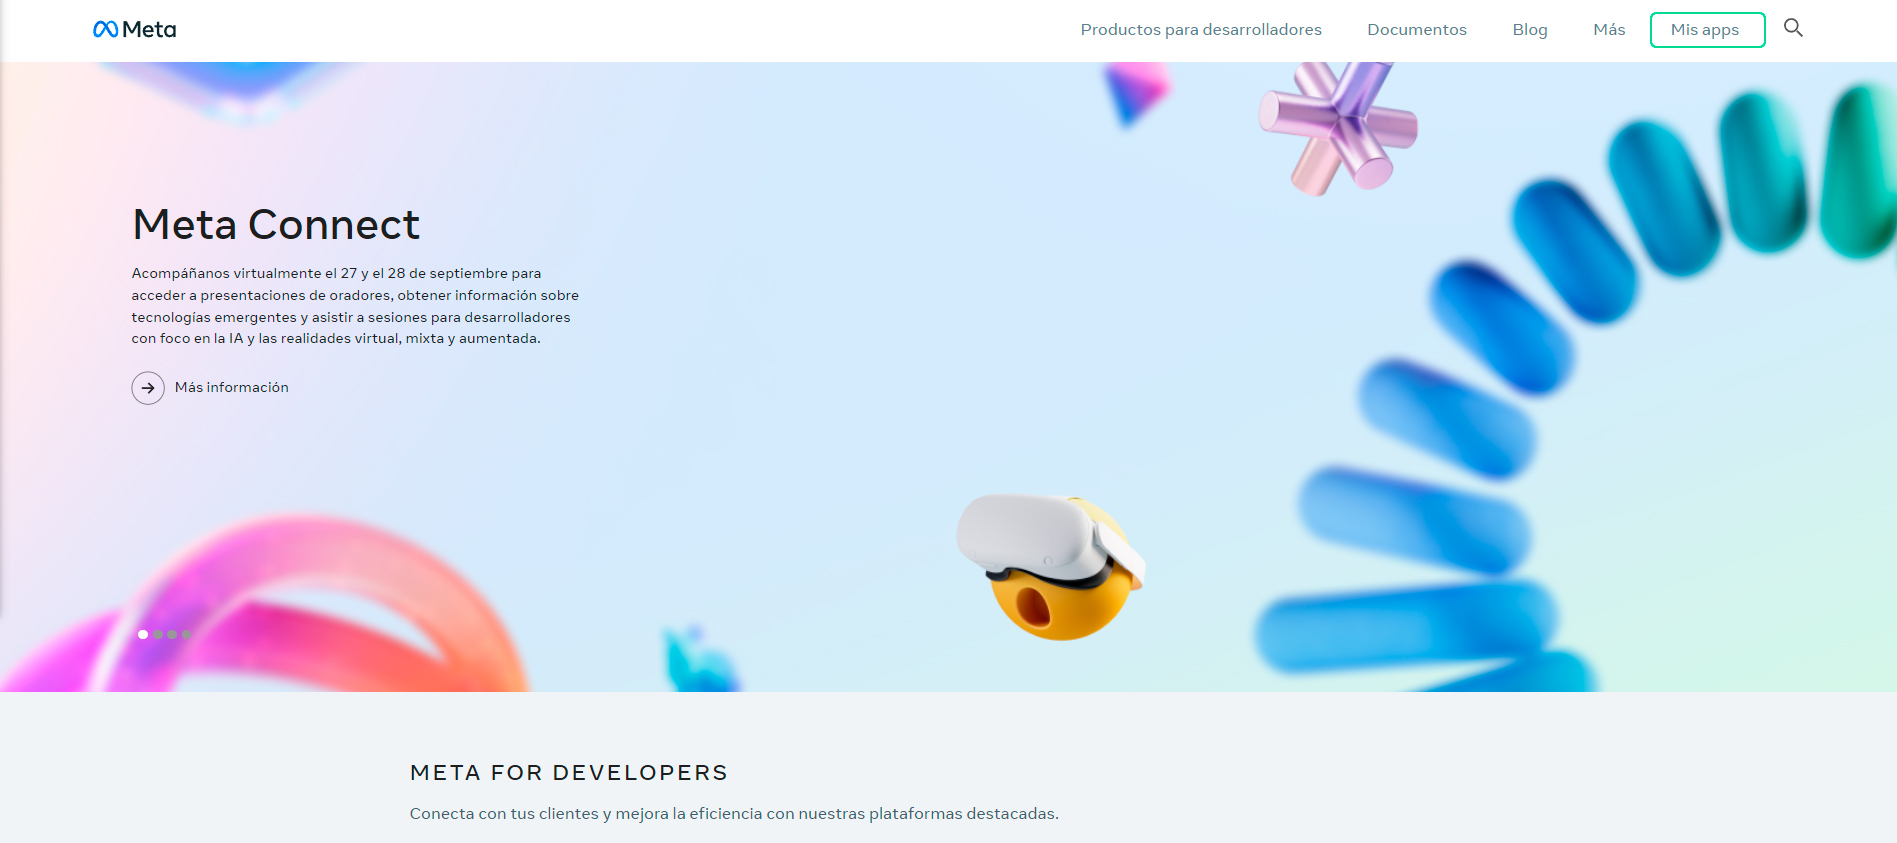 Meta
Productos para desarrolladores
Documentos
Blog
Más
Mis apps
Meta Connect
Acompáñanos virtualmente el 27 y el 28 de septiembre para
acceder a presentaciones de oradores, obtener información sobre
tecnologías emergentes y asistir a sesiones para desarrolladores
con foco en la IA y las realidades virtual, mixta y aumentada.
Más información
META FOR DEVELOPERS
Conecta con tus clientes y mejora la eficiencia con nuestras plataformas destacadas.